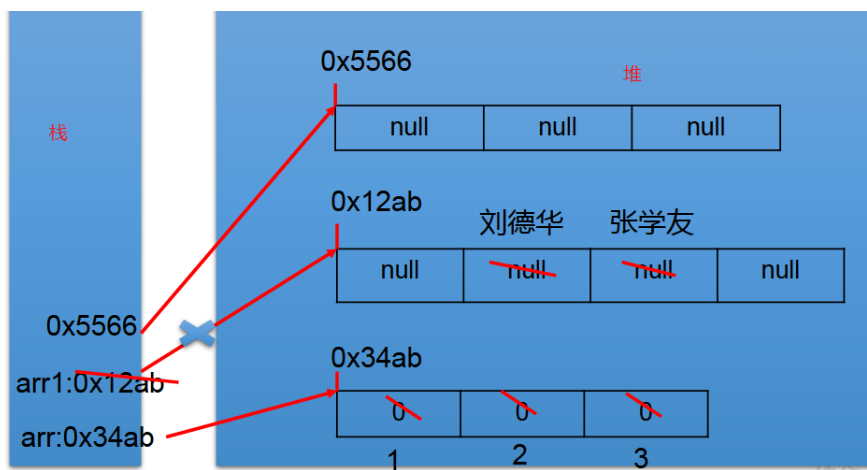 0x5566
堆
栈
null null null
0x12ab
刘德华 张学友
null null null null
0x5566
0x34ab
arr1:0x12ab
0 0 0
arr:0x34ab
1 2 3